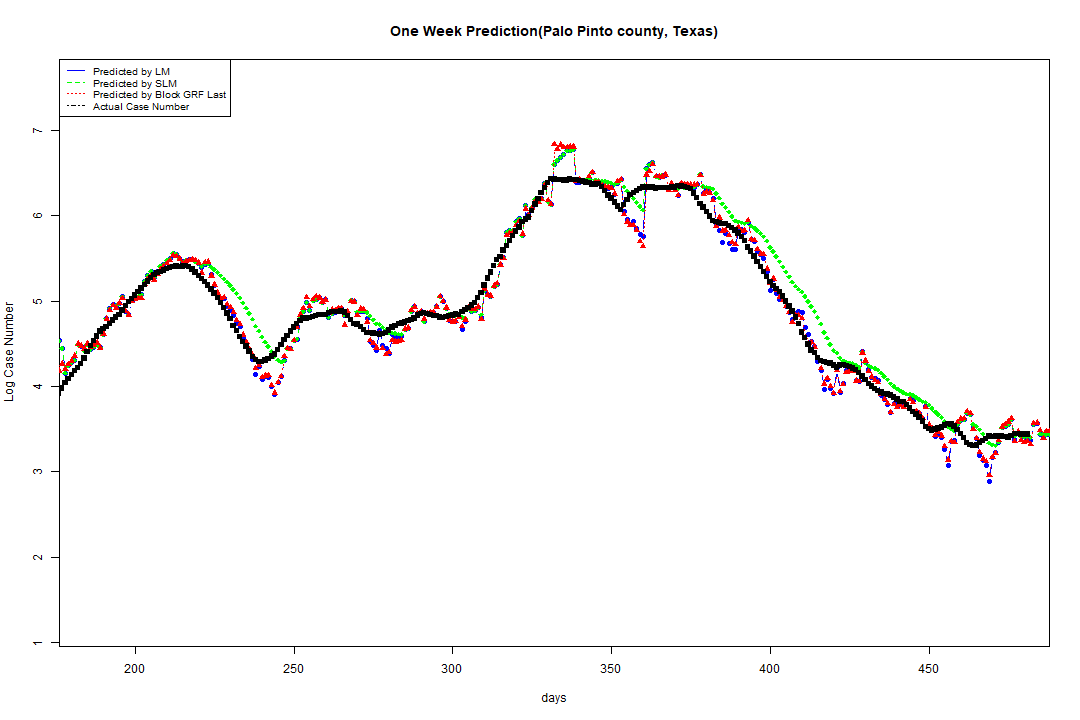 One Week Prediction(Palo Pinto county, Texas)
Predicted by LM
Predicted by SLM
Predicted by Block GRF Last
Actual Case Number
7
6
5
4
3
2
1
Log Case Number
200 250 300 350 400 450
days